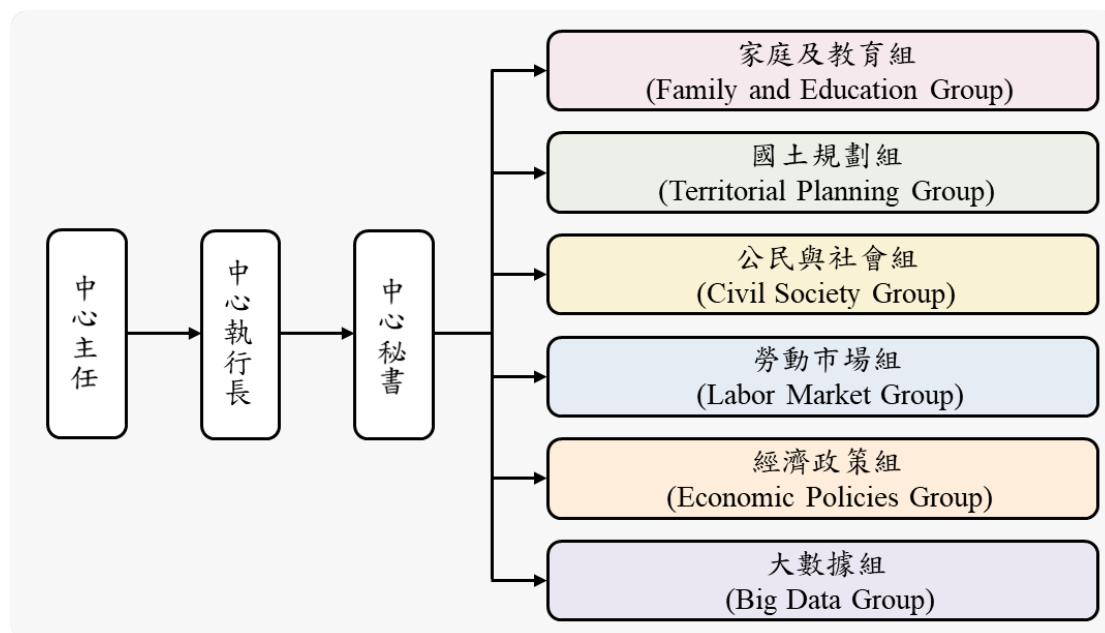 中心主任
中心執行長
中心秘書
家庭及教育組
(Family and Education Group)
國土規劃組
(Territorial Planning Group)
公民與社會組
(Civil Society Group)
勞動市場組
(Labor Market Group)
經濟政策組
(Economic Policies Group)
大數據組
(Big Data Group)